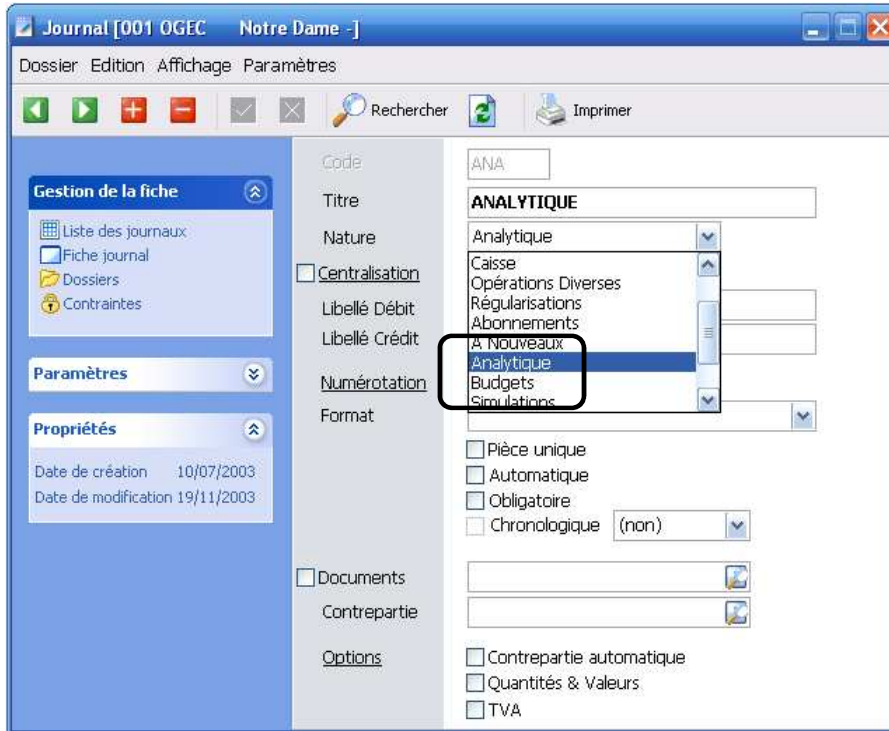 Journal [001 OGEC Notre Dame -]
Dossier Edition Affichage Paramètres
Rechercher Imprimer
Gestion de la fiche
Liste des journaux
Fiche journal
Dossiers
Contraintes
Paramètres
Propriétés
Date de création 10/07/2003
Date de modification 19/11/2003
Code ANA
Titre ANALYTIQUE
Nature Analytique
Caisse
Opérations Diverses
Régularisations
Abonnements
A Nouveaux
Analytique
Budgets
Simulations
Centralisation
Libellé Débit
Libellé Crédit
Numérotation
Format
Pièce unique
Automatique
Obligatoire
Chronologique (non)
Documents
Contrepartie
Options
Contrepartie automatique
Quantités & Valeurs
TVA